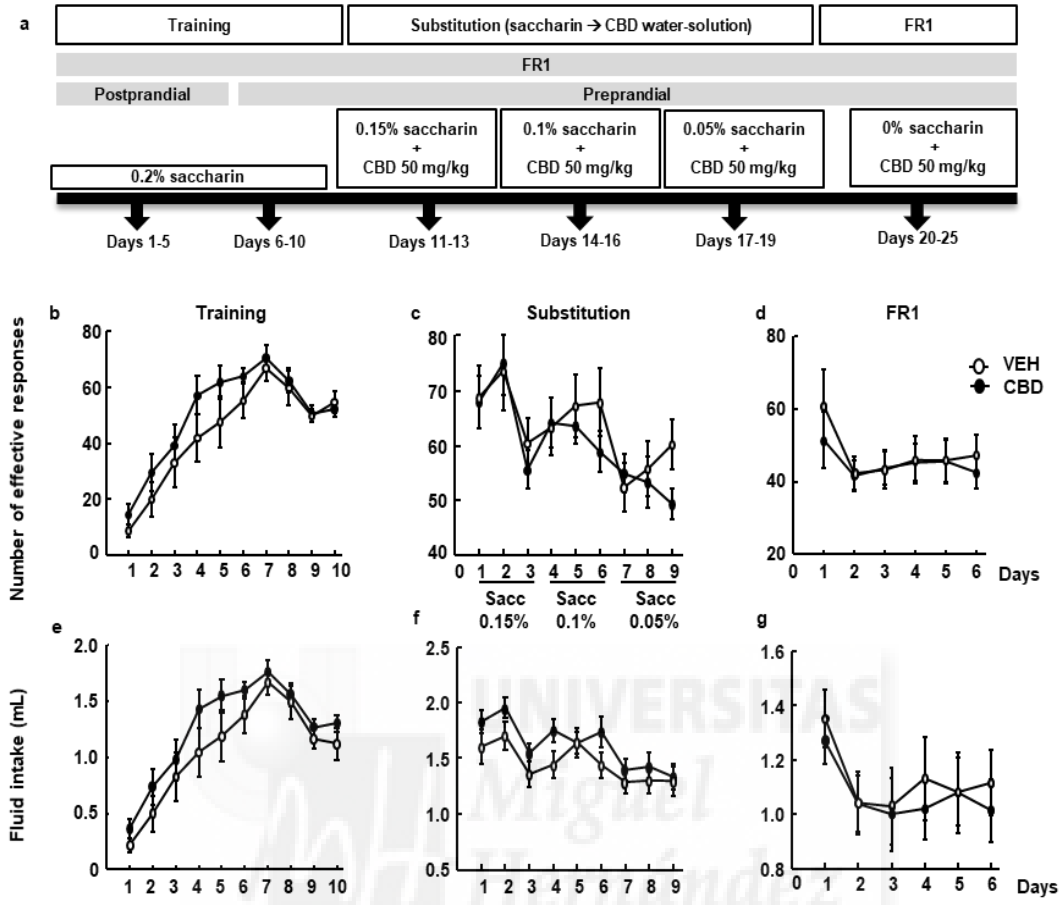 a
Training
Substitution (saccharin → CBD water-solution)
FR1
FR1
Postprandial
Preprandial
0.2% saccharin
0.15% saccharin
+
CBD 50 mg/kg
0.1% saccharin
+
CBD 50 mg/kg
0.05% saccharin
+
CBD 50 mg/kg
0% saccharin
+
CBD 50 mg/kg
Days 1-5
Days 6-10
Days 11-13
Days 14-16
Days 17-19
Days 20-25
Number of effective responses
b
Training
80
60
40
20
0
1 2 3 4 5 6 7 8 9 10
c
Substitution
80
70
60
50
40
0 1 2 3 4 5 6 7 8 9
Sacc
0.15%
Sacc
0.1%
Sacc
0.05%
d
FR1
80
60
40
20
0 1 2 3 4 5 6 Days
VEH
CBD
Fluid intake (mL)
e
2.0
1.5
1.0
0.5
0
1 2 3 4 5 6 7 8 9 10
f
2.5
2.0
1.5
1.0
0.5
1 2 3 4 5 6 7 8 9
g
1.6
1.4
1.2
1.0
0.8
0 1 2 3 4 5 6 Days
UNIVERSITAS
Miguel
Hernández